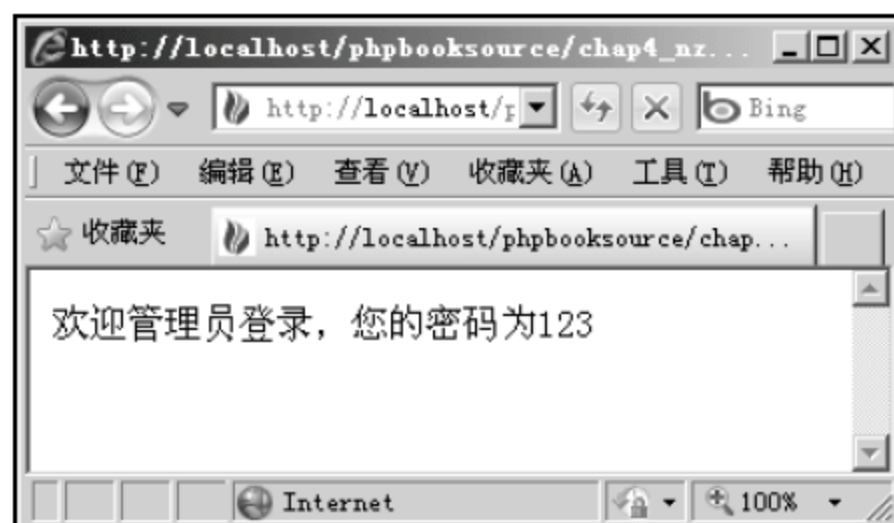 http://localhost/phpbooksource/chap4_nz...
http://localhost/p
Bing
文件(F) 编辑(E) 查看(V) 收藏夹(A) 工具(T) 帮助(H)
收藏夹 http://localhost/phpbooksource/chap...
欢迎管理员登录，您的密码为123
Internet 100%